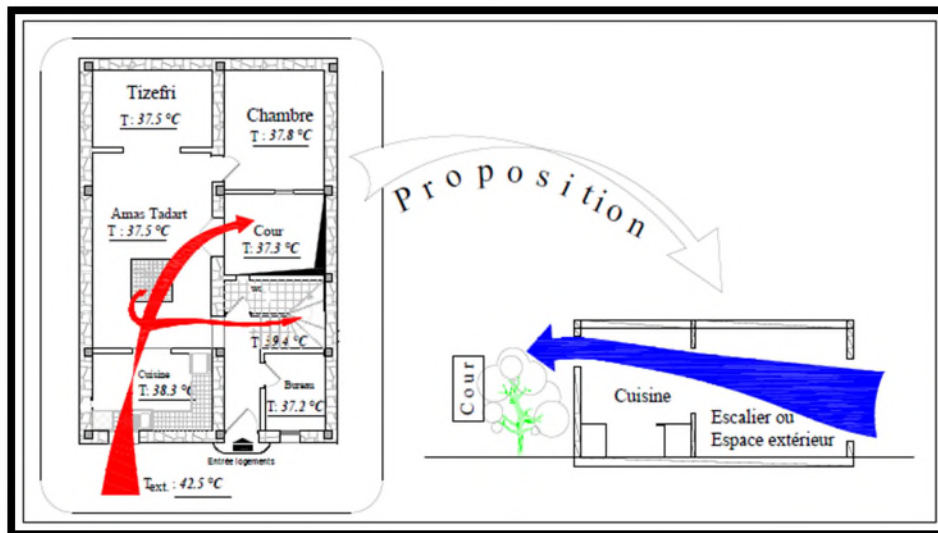 Tizefri
T : 37.5 °C
Chambre
T : 37.8 °C
Amas Tadart
T : 37.5 °C
Cour
T: 37.3 °C
wc
T : 39.4 °C
Cuisine
T: 38.3 °C
Bureau
T: 37.2 °C
Entrée logements
Text. : 42.5 °C
Proposition
Cour
Cuisine
Escalier ou
Espace extérieur